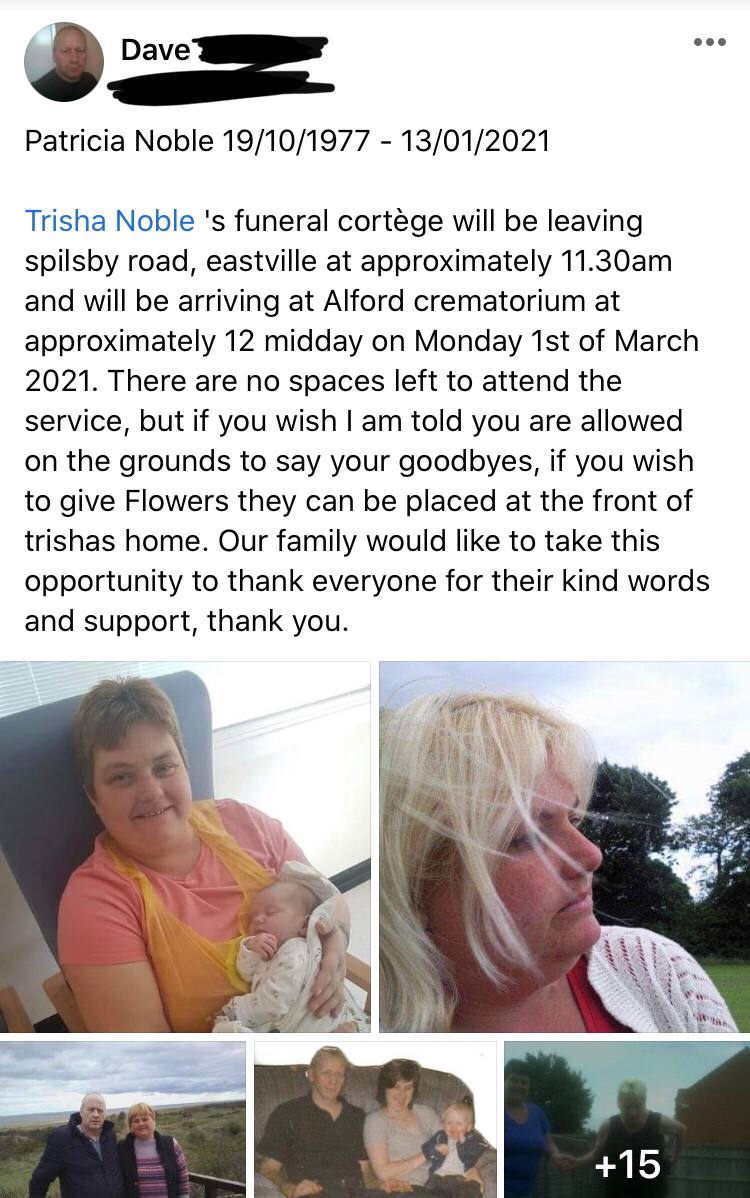 Dave
Patricia Noble 19/10/1977 - 13/01/2021
Trisha Noble 's funeral cortège will be leaving
spilsby road, eastville at approximately 11.30am
and will be arriving at Alford crematorium at
approximately 12 midday on Monday 1st of March
2021. There are no spaces left to attend the
service, but if you wish I am told you are allowed
on the grounds to say your goodbyes, if you wish
to give Flowers they can be placed at the front of
trishas home. Our family would like to take this
opportunity to thank everyone for their kind words
and support, thank you.
+15